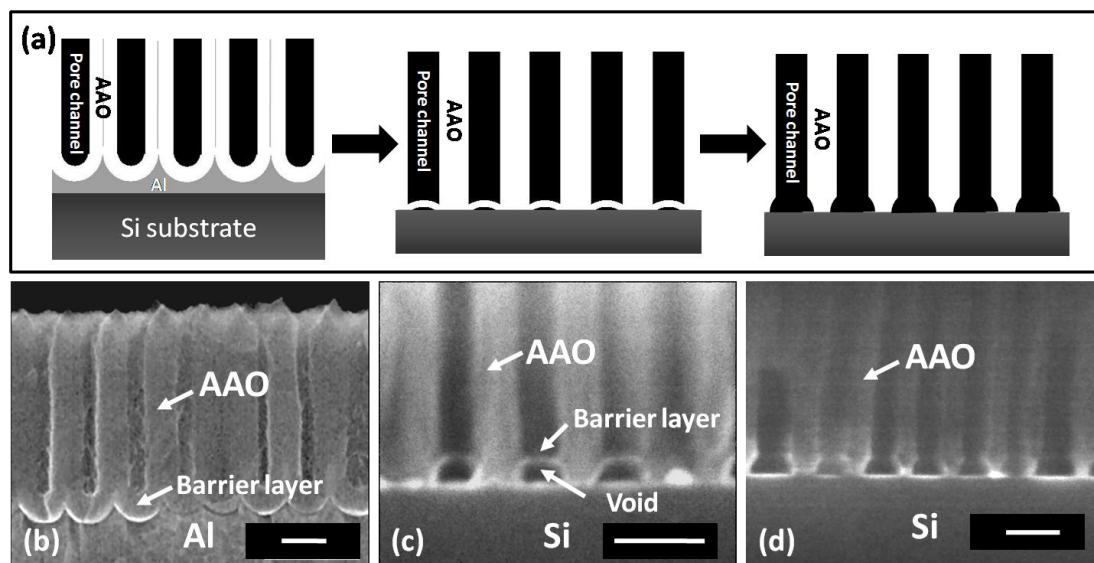 (a)
Pore channel
AAO
Al
Si substrate
Pore channel
AAO
Pore channel
AAO
AAO
Barrier layer
(b)
Al
AAO
Barrier layer
Void
(c)
Si
AAO
(d)
Si